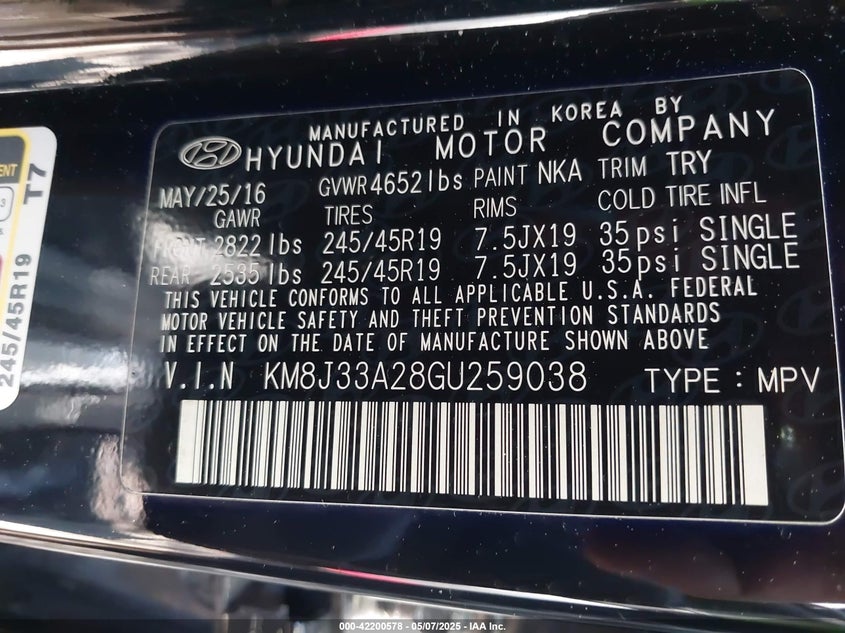 MANUFACTURED IN KOREA BY
HYUNDAI MOTOR COMPANY
MAY/25/16 GVWR 4652 lbs PAINT NKA TRIM TRY
GAWR TIRES RIMS COLD TIRE INFL
FRONT 2822 lbs 245/45R19 7.5JX19 35 psi SINGLE
REAR 2535 lbs 245/45R19 7.5JX19 35 psi SINGLE
THIS VEHICLE CONFORMS TO ALL APPLICABLE U.S.A. FEDERAL
MOTOR VEHICLE SAFETY AND THEFT PREVENTION STANDARDS
IN EFFECT ON THE DATE OF MANUFACTURE SHOWN ABOVE
V.I.N KM8J33A28GU259038 TYPE : MPV
245/45R19 T7
000-42200578 - 05/07/2025 - IAA Inc.